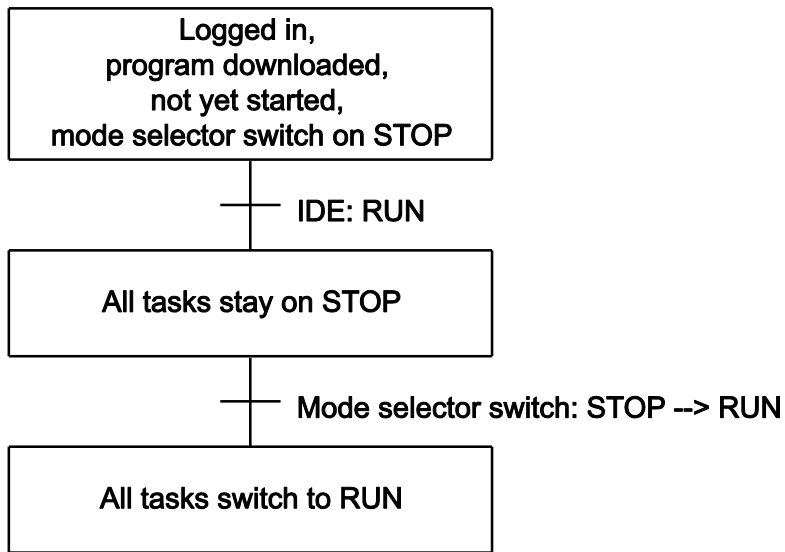 Logged in,
program downloaded,
not yet started,
mode selector switch on STOP
IDE: RUN
All tasks stay on STOP
Mode selector switch: STOP --> RUN
All tasks switch to RUN